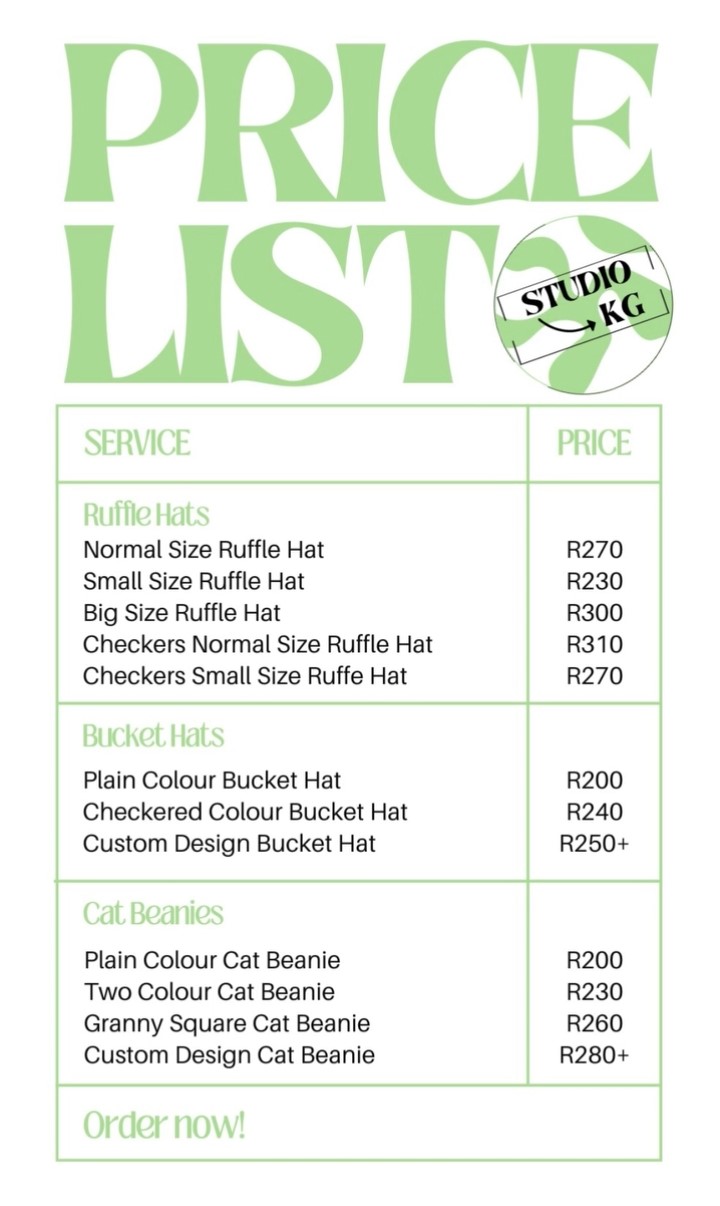 PRICE
LIST
STUDIO
KG
SERVICE PRICE
Ruffle Hats
Normal Size Ruffle Hat R270
Small Size Ruffle Hat R230
Big Size Ruffle Hat R300
Checkers Normal Size Ruffle Hat R310
Checkers Small Size Ruffe Hat R270
Bucket Hats
Plain Colour Bucket Hat R200
Checkered Colour Bucket Hat R240
Custom Design Bucket Hat R250+
Cat Beanies
Plain Colour Cat Beanie R200
Two Colour Cat Beanie R230
Granny Square Cat Beanie R260
Custom Design Cat Beanie R280+
Order now!